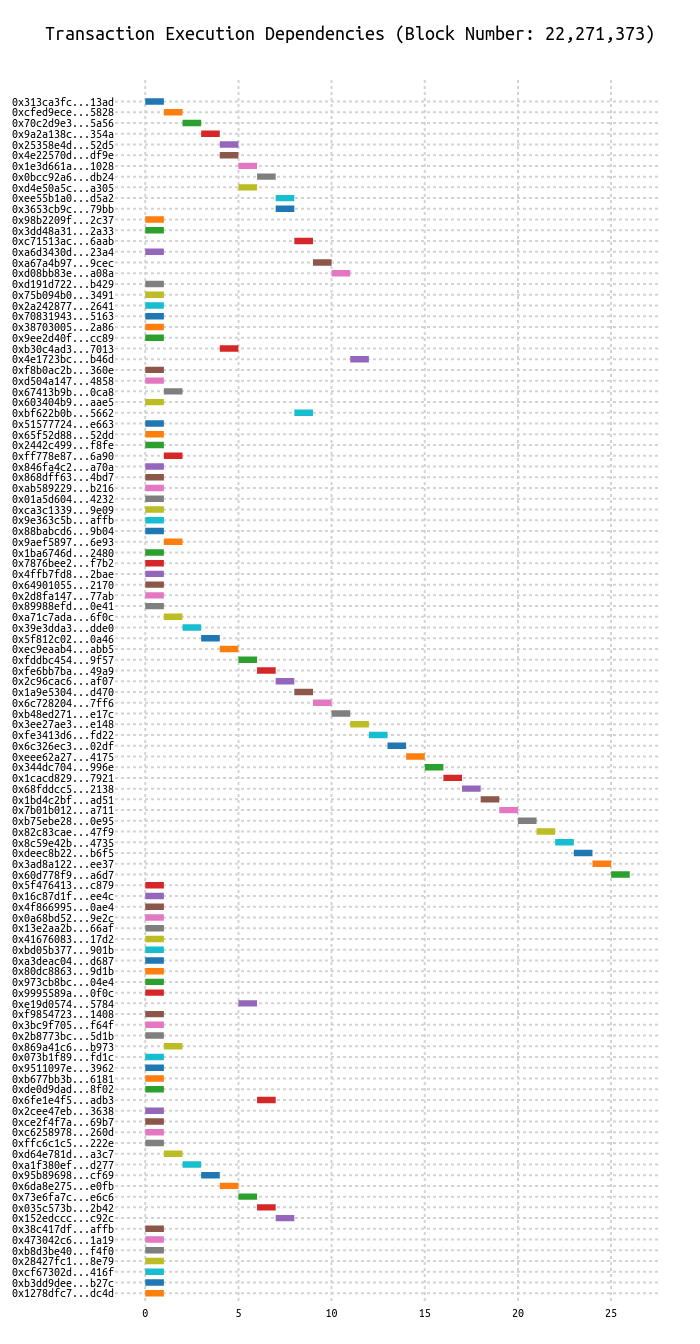 Transaction Execution Dependencies (Block Number: 22,271,373)
0x313ca3fc...13ad
0xcfed9ece...5828
0x70c2d9e3...5a56
0x9a2a138c...354a
0x25358e4d...52d5
0x4e22570d...df9e
0x1e3d661a...1028
0x0bcc92a6...db24
0xd4e50a5c...a305
0xee55b1a0...d5a2
0x3653cb9c...79bb
0x98b2209f...2c37
0x3dd48a31...2a33
0xc71513ac...6aab
0xa6d3430d...23a4
0xa67a4b97...9cec
0xd08bb83e...a08a
0xd191d722...b429
0x75b094b0...3491
0x2a242877...2641
0x70831943...5163
0x38703005...2a86
0x9ee2d40f...cc89
0xb30c4ad3...7013
0x4e1723bc...b46d
0xf8b0ac2b...360e
0xd504a147...4858
0x67413b9b...0ca8
0x603404b9...aae5
0xbf622b0b...5662
0x51577724...e663
0x65f52d88...52dd
0x2442c499...f8fe
0xff778e87...6a90
0x846fa4c2...a70a
0x868dff63...4bd7
0xab589229...b216
0x01a5d604...4232
0xca3c1339...9e09
0x9e363c5b...affb
0x88babcd6...9b04
0x9aef5897...6e93
0x1ba6746d...2480
0x7876bee2...f7b2
0x4ffb7fd8...2bae
0x64901055...2170
0x2d8fa147...77ab
0x89988efd...0e41
0xa71c7ada...6f0c
0x39e3dda3...dde0
0x5f812c02...0a46
0xec9eaab4...abb5
0xfddbc454...9f57
0xfe6bb7ba...49a9
0x2c96cac6...af07
0x1a9e5304...d470
0x6c728204...7ff6
0xb48ed271...e17c
0x3ee27ae3...e148
0xfe3413d6...fd22
0x6c326ec3...02df
0xeee62a27...4175
0x344dc704...996e
0x1cacd829...7921
0x68fddcc5...2138
0x1bd4c2bf...ad51
0x7b01b012...a711
0xb75ebe28...0e95
0x82c83cae...47f9
0x8c59e42b...4735
0xdeec8b22...b6f5
0x3ad8a122...ee37
0x60d778f9...a6d7
0x5f476413...c879
0x16c87d1f...ee4c
0x4f866995...0ae4
0x0a68bd52...9e2c
0x13e2aa2b...66af
0x41676083...17d2
0xbd05b377...901b
0xa3deac04...d687
0x80dc8863...9d1b
0x973cb8bc...04e4
0x9995589a...0f0c
0xe19d0574...5784
0xf9854723...1408
0x3bc9f705...f64f
0x2b8773bc...5d1b
0x869a41c6...b973
0x073b1f89...fd1c
0x9511097e...3962
0xb677bb3b...6181
0xde0d9dad...8f02
0x6fe1e4f5...adb3
0x2cee47eb...3638
0xce2f4f7a...69b7
0xc6258978...260d
0xffc6c1c5...222e
0xd64e781d...a3c7
0xa1f380ef...d277
0x95b89698...cf69
0x6da8e275...e0fb
0x73e6fa7c...e6c6
0x035c573b...2b42
0x152edccc...c92c
0x38c417df...affb
0x473042c6...1a19
0xb8d3be40...f4f0
0x28427fc1...8e79
0xcf67302d...416f
0xb3dd9dee...b27c
0x1278dfc7...dc4d
0 5 10 15 20 25